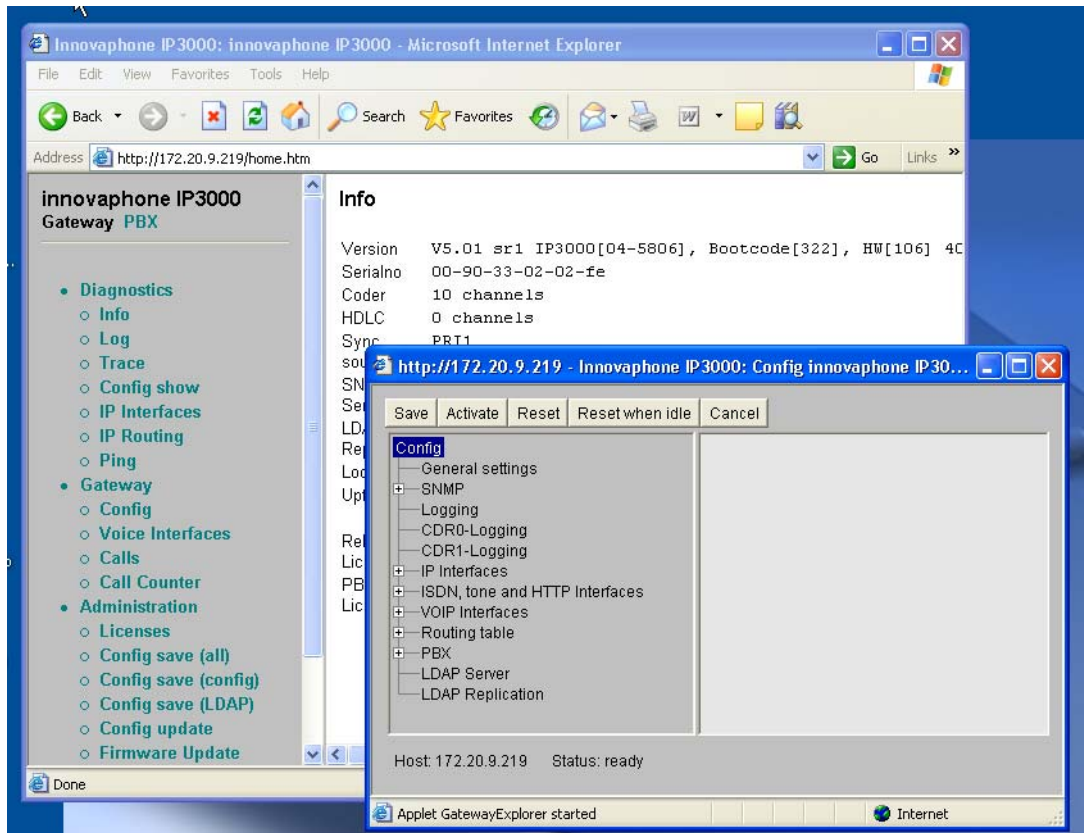 Innovaphone IP3000: innovaphone IP3000 - Microsoft Internet Explorer
File Edit View Favorites Tools Help
Back Search Favorites
Address http://172.20.9.219/home.htm Go Links »
innovaphone IP3000
Gateway PBX
Diagnostics
Info
Log
Trace
Config show
IP Interfaces
IP Routing
Ping
Gateway
Config
Voice Interfaces
Calls
Call Counter
Administration
Licenses
Config save (all)
Config save (config)
Config save (LDAP)
Config update
Firmware Update
Info
Version V5.01 sr1 IP3000[04-5806], Bootcode[322], HW[106]
Serialno 00-90-33-02-02-fe
Coder 10 channels
HDLC 0 channels
Sync PRI1
SN
PB
Lic
Done
http://172.20.9.219 - Innovaphone IP3000: Config innovaphone IP30...
Save Activate Reset Reset when idle Cancel
Config
General settings
SNMP
Logging
CDR0-Logging
CDR1-Logging
IP Interfaces
ISDN, tone and HTTP Interfaces
VOIP Interfaces
Routing table
PBX
LDAP Server
LDAP Replication
Host: 172.20.9.219 Status: ready
Applet GatewayExplorer started Internet